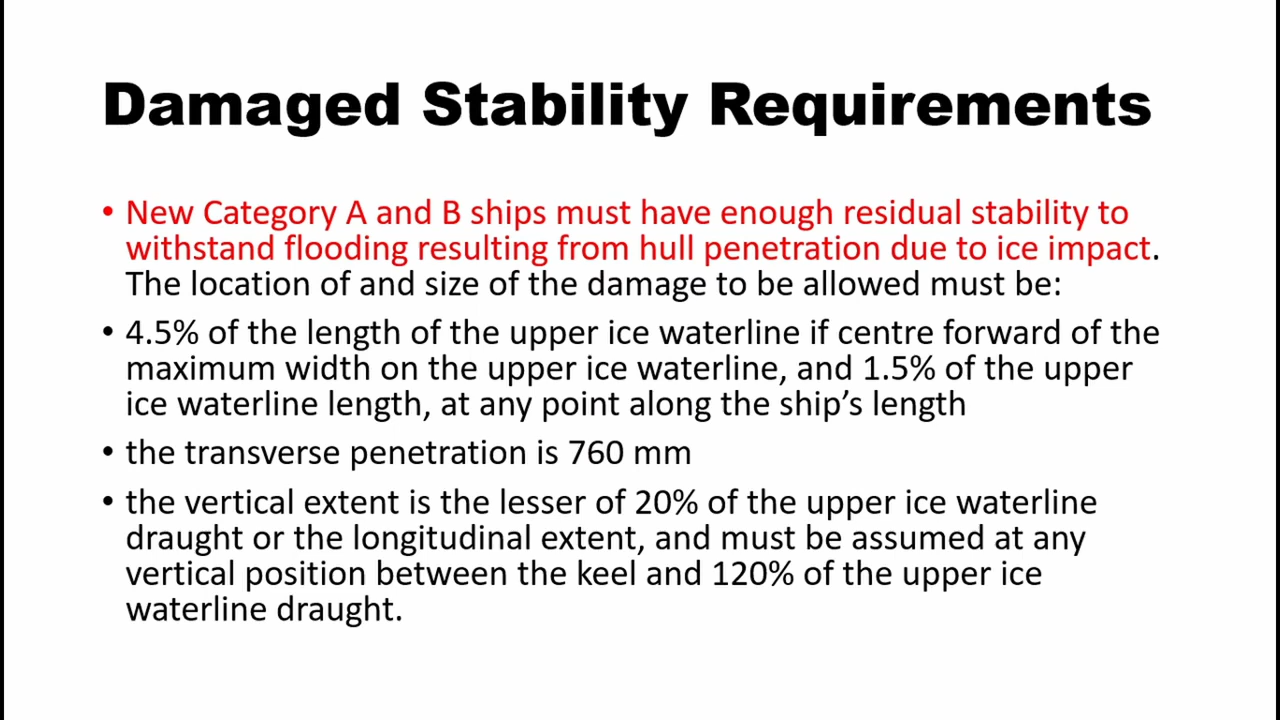 Damaged Stability Requirements
• New Category A and B ships must have enough residual stability to
withstand flooding resulting from hull penetration due to ice impact.
The location of and size of the damage to be allowed must be:
• 4.5% of the length of the upper ice waterline if centre forward of the
maximum width on the upper ice waterline, and 1.5% of the upper
ice waterline length, at any point along the ship’s length
• the transverse penetration is 760 mm
• the vertical extent is the lesser of 20% of the upper ice waterline
draught or the longitudinal extent, and must be assumed at any
vertical position between the keel and 120% of the upper ice
waterline draught.